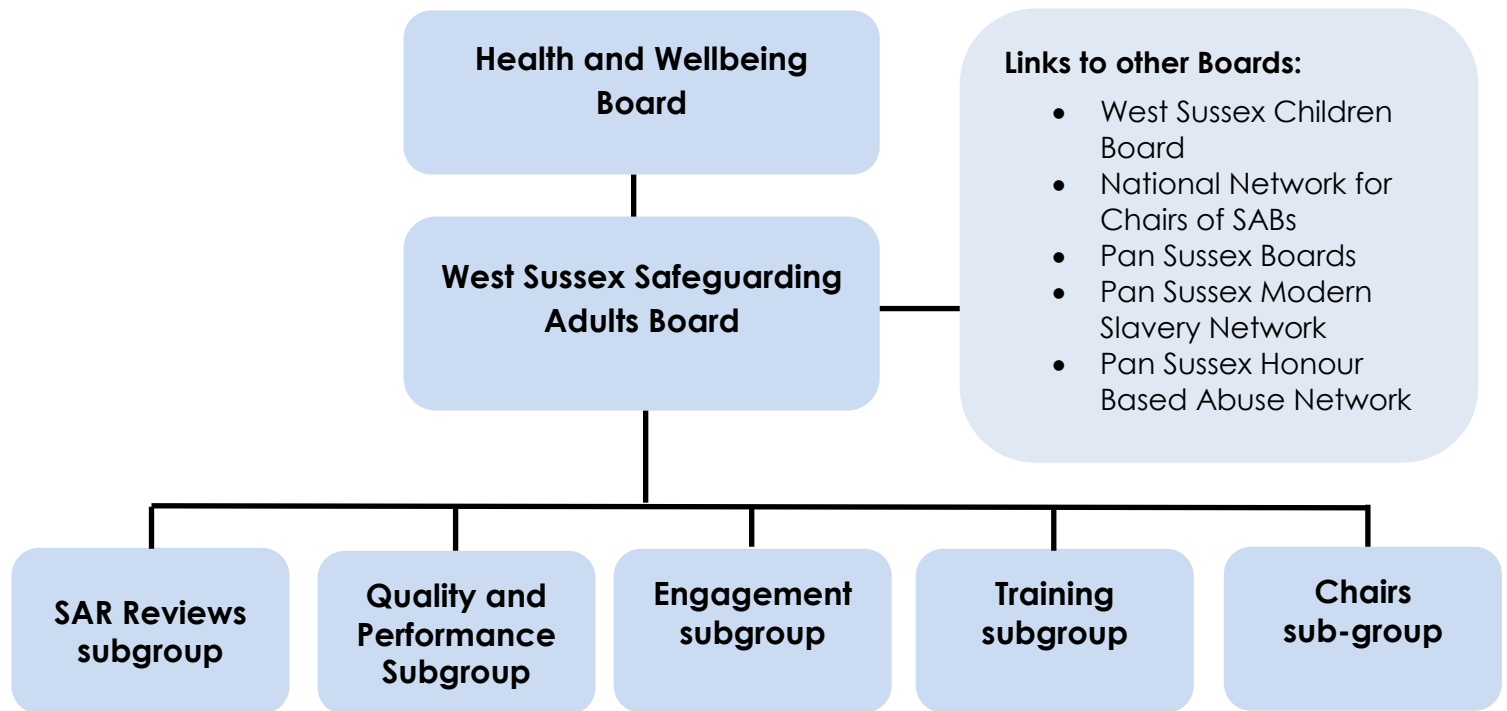 Health and Wellbeing
Board
Links to other Boards:
• West Sussex Children
Board
• National Network for
Chairs of SABs
• Pan Sussex Boards
• Pan Sussex Modern
Slavery Network
• Pan Sussex Honour
Based Abuse Network
West Sussex Safeguarding
Adults Board
SAR Reviews
subgroup
Quality and
Performance
Subgroup
Engagement
subgroup
Training
subgroup
Chairs
sub-group